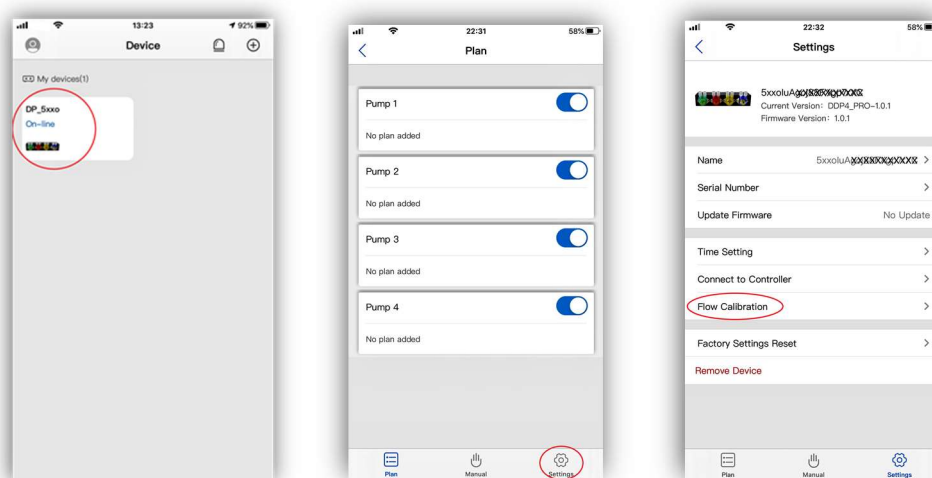 13:23
92%
Device
My devices(1)
DP_5xxo
On-line
22:31
58%
Plan
Pump 1
No plan added
Pump 2
No plan added
Pump 3
No plan added
Pump 4
No plan added
Plan
Manual
Settings
22:32
58%
Settings
Current Version: DDP4_PRO-1.0.1
Firmware Version: 1.0.1
Name
Serial Number
Update Firmware
No Update
Time Setting
Connect to Controller
Flow Calibration
Factory Settings Reset
Remove Device
Plan
Manual
Settings